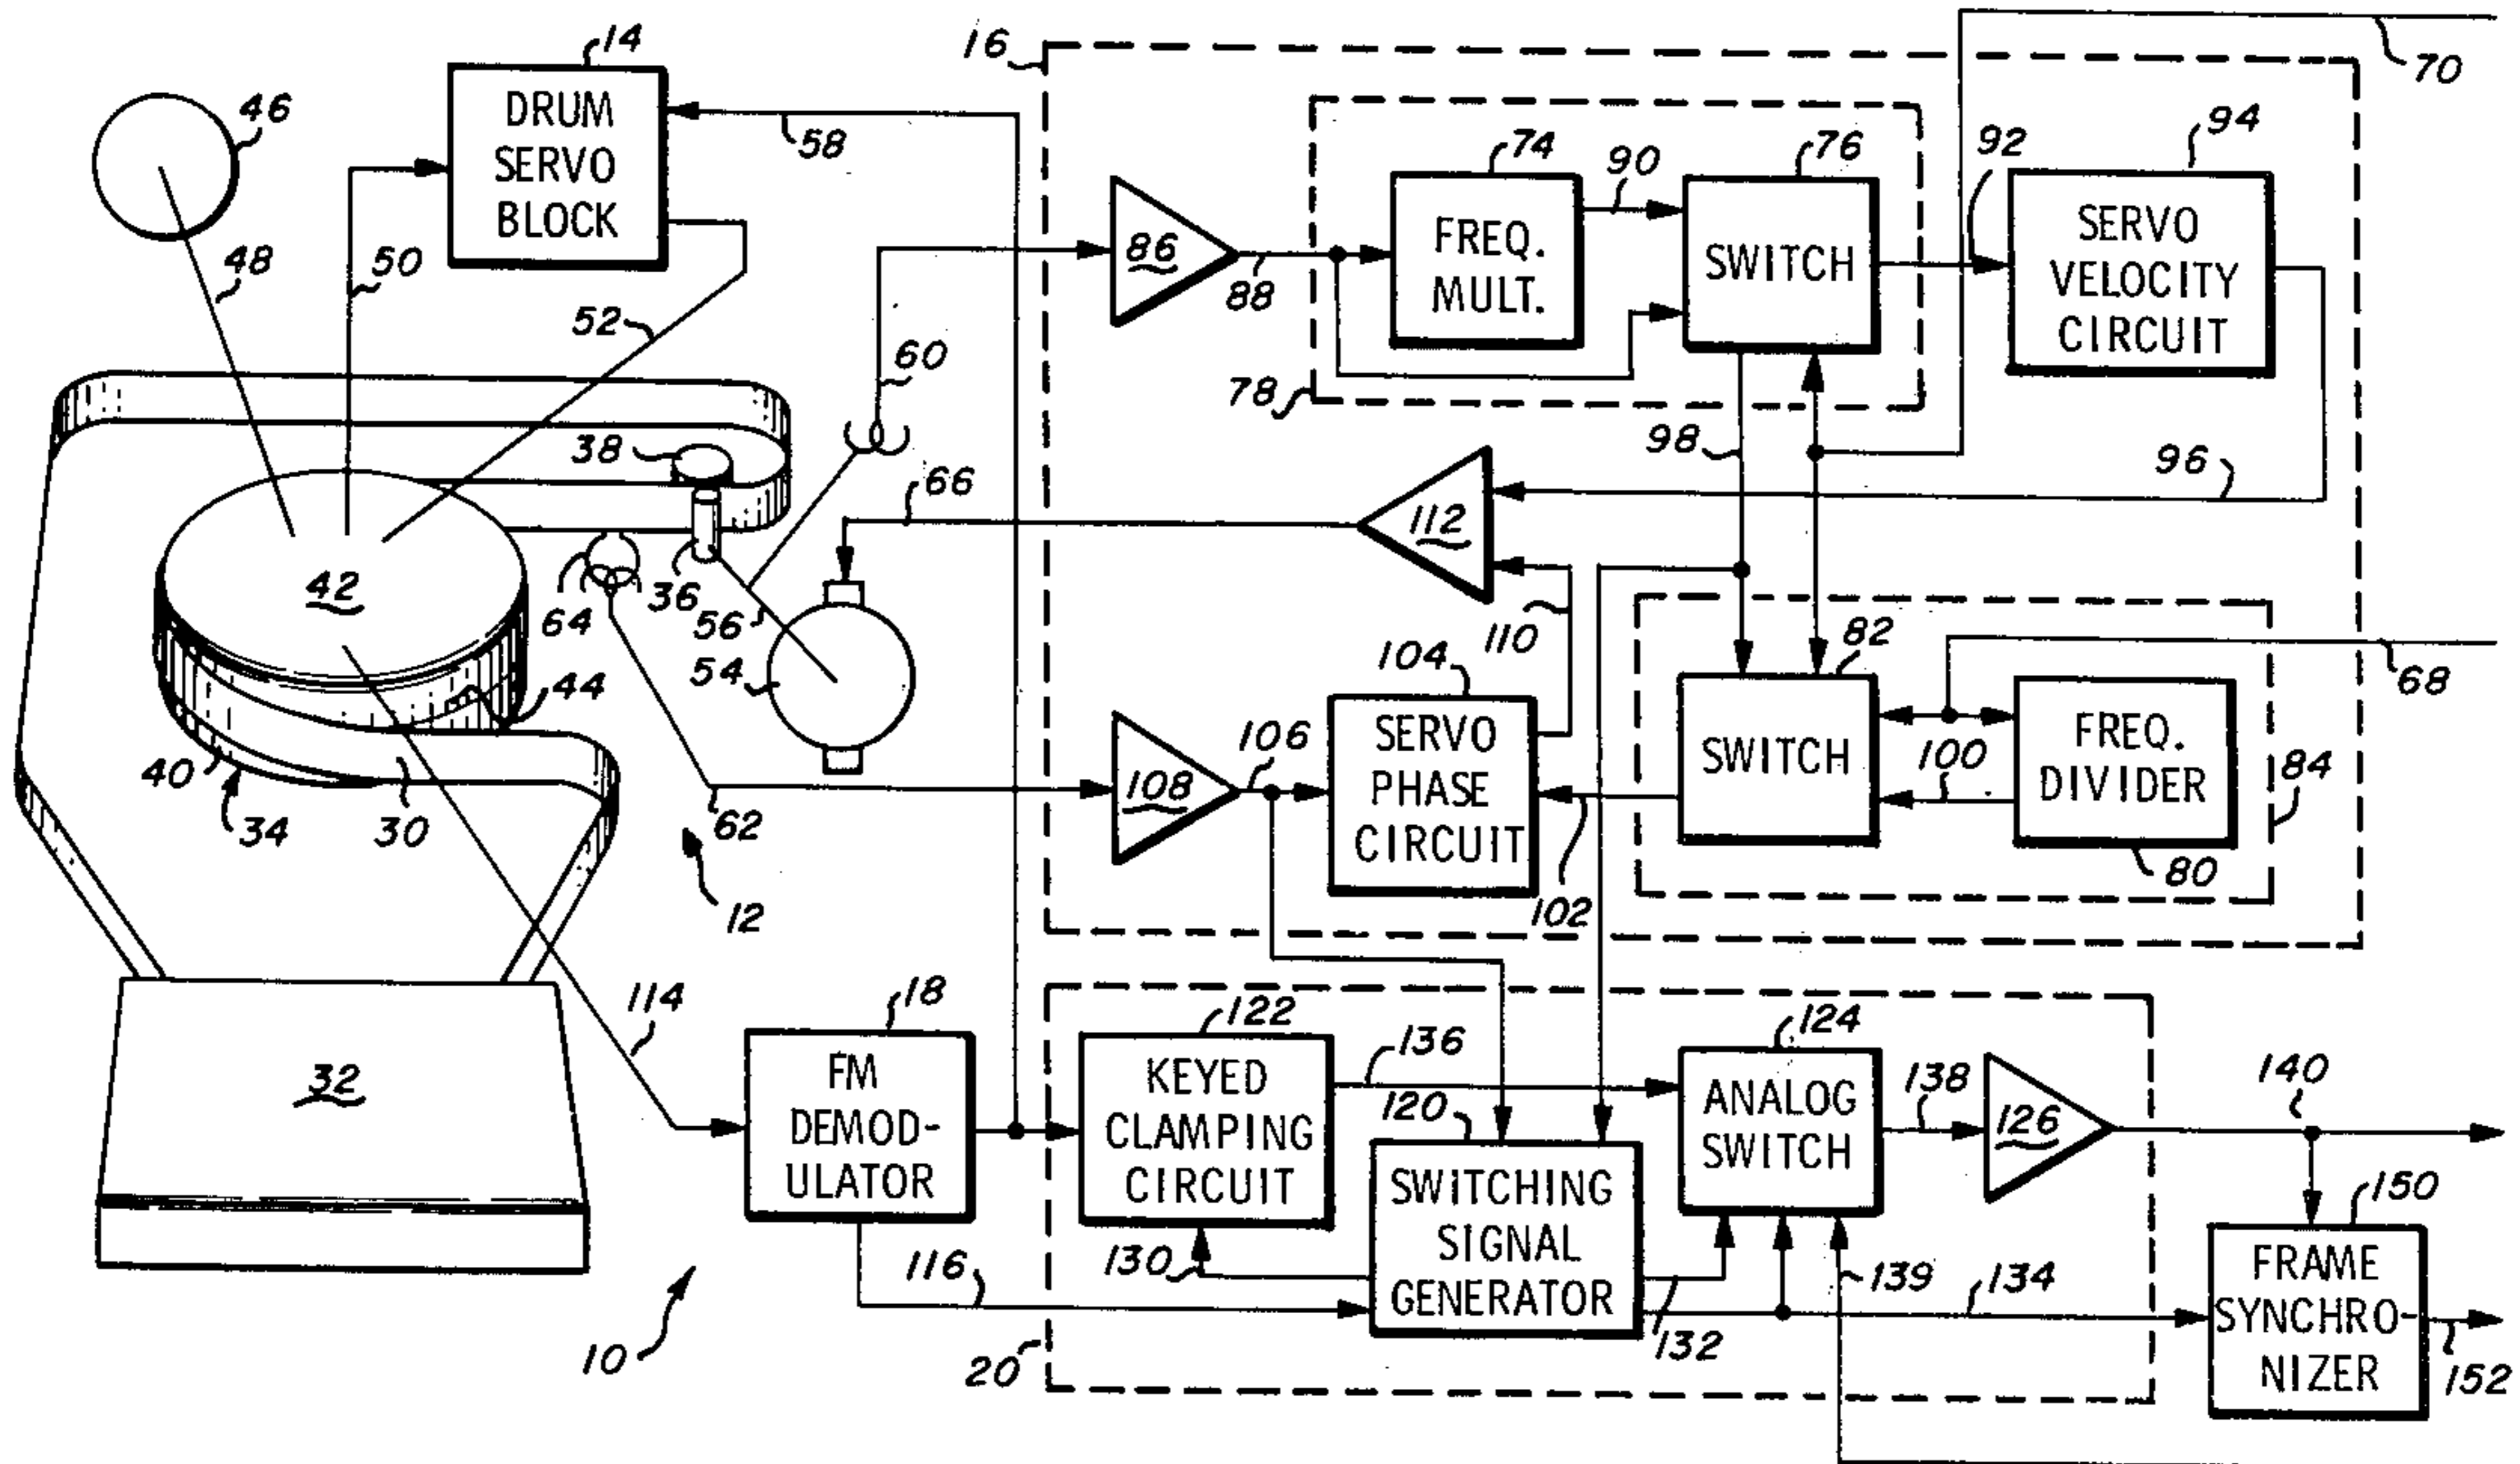 14
16
70
46
DRUM
SERVO
BLOCK
58
74
90
76
92
94
86
88
FREQ.
MULT.
SWITCH
SERVO
VELOCITY
CIRCUIT
48
50
52
60
78
98
96
38
66
112
42
64
36
56
54
110
82
68
104
44
40
34
30
62
12
108
106
SERVO
PHASE
CIRCUIT
102
SWITCH
100
FREQ.
DIVIDER
84
80
114
18
122
136
124
138
140
32
FM
DEMOD-
ULATOR
KEYED
CLAMPING
CIRCUIT
120
ANALOG
SWITCH
126
150
SWITCHING
SIGNAL
GENERATOR
130
116
132
139
134
FRAME
SYNCHRO-
NIZER
10
20
152